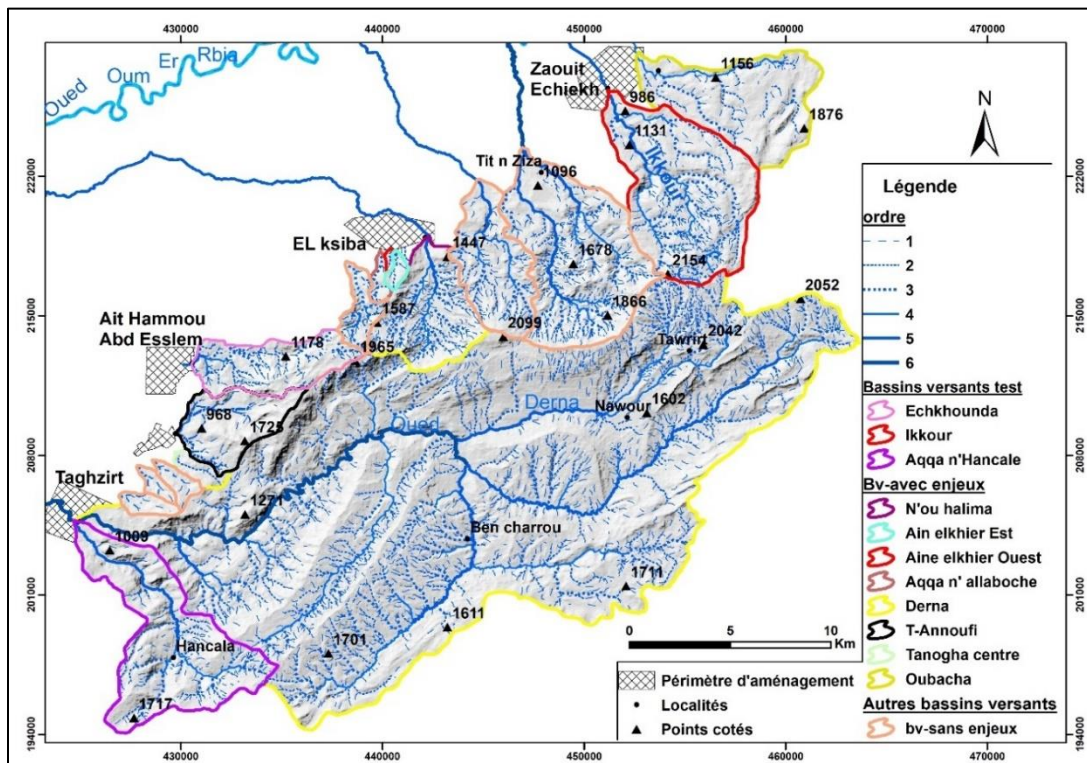 430000 440000 450000 460000 470000
Oued Oum Er Rbia
Zaouit
Echiekh
986
1156
1876
1131
Ikkour
N
222000
222000
Tit n Ziza
1096
EL ksiba
1447
1678
2154
2052
215000
215000
1587
1866
2099
Ait Hammou
Abd Esslem
1178
1965
2042
Tawrirt
Derna
Nawour
1602
968
1725
Oued
208000
208000
Taghzirt
1271
Ben charrou
1009
1711
201000
201000
1611
Hancala
1701
1717
0 5 10
Km
Périmètre d'aménagement
Localités
Points cotés
Légende
ordre
1
2
3
4
5
6
Bassins versants test
Echkhounda
Ikkour
Aqqa n'Hancale
Bv-avec enjeux
N'ou halima
Ain elkhier Est
Aine elkhier Ouest
Aqqa n' allaboche
Derna
T-Annoufi
Tanogha centre
Oubacha
Autres bassins versants
bv-sans enjeux
194000
194000
430000 440000 450000 460000 470000